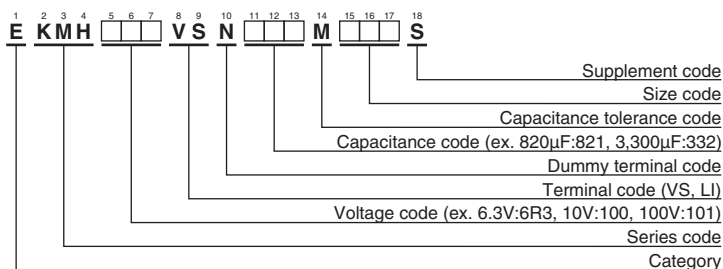 1 2 3 4 5 6 7 8 9 10 11 12 13 14 15 16 17 18
E KMH VS N M S
Supplement code
Size code
Capacitance tolerance code
Capacitance code (ex. 820μF:821, 3,300μF:332)
Dummy terminal code
Terminal code (VS, LI)
Voltage code (ex. 6.3V:6R3, 10V:100, 100V:101)
Series code
Category